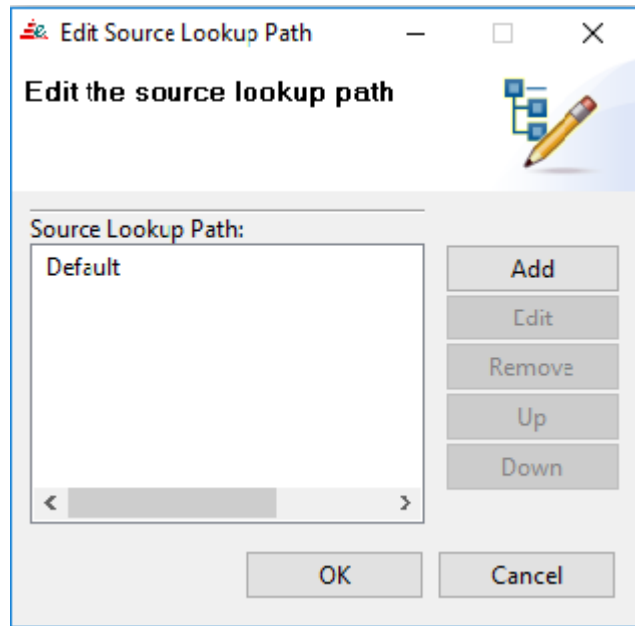 Edit Source Lookup Path
Edit the source lookup path
Source Lookup Path:
Default
Add
Edit
Remove
Up
Down
OK
Cancel